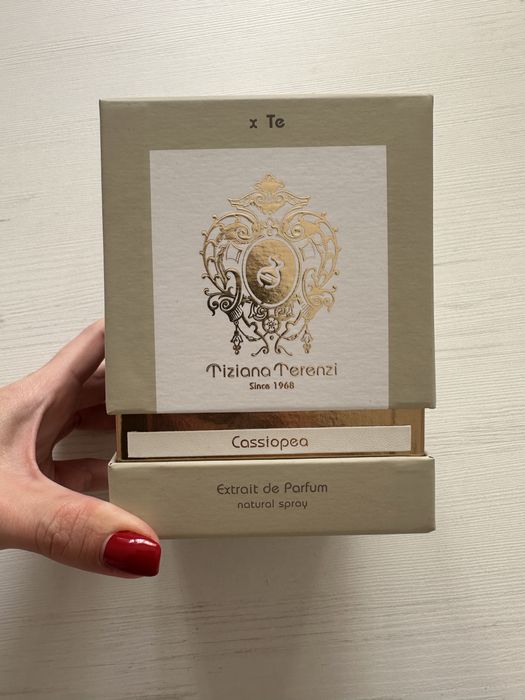 x Te
Tiziana Terenzi
Since 1968
Cassiopea
Extrait de Parfum
natural spray